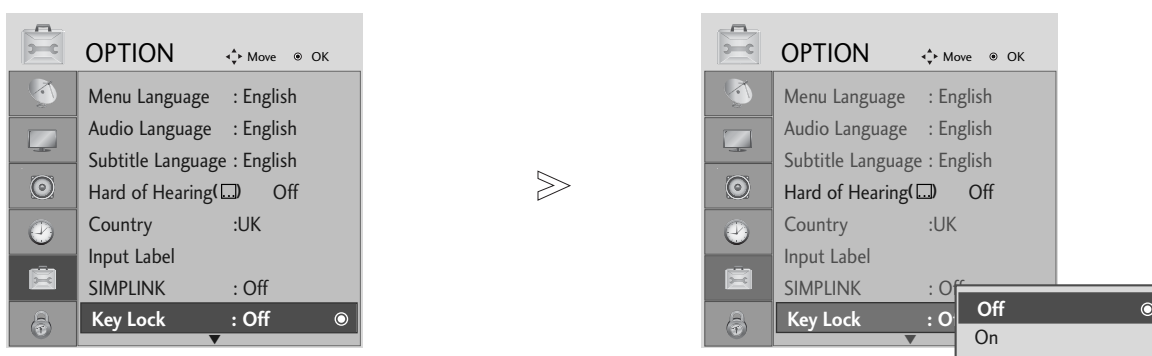 OPTION Move OK
Menu Language : English
Audio Language : English
Subtitle Language : English
Hard of Hearing( ) Off
Country :UK
Input Label
SIMPLINK : Off
Key Lock : Off
OPTION Move OK
Menu Language : English
Audio Language : English
Subtitle Language : English
Hard of Hearing( ) Off
Country :UK
Input Label
SIMPLINK : Off
Key Lock : O
Off
On